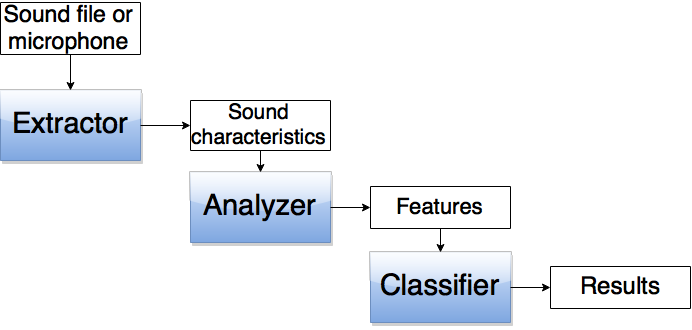 Sound file or
microphone
Extractor
Sound
characteristics
Analyzer
Features
Classifier
Results